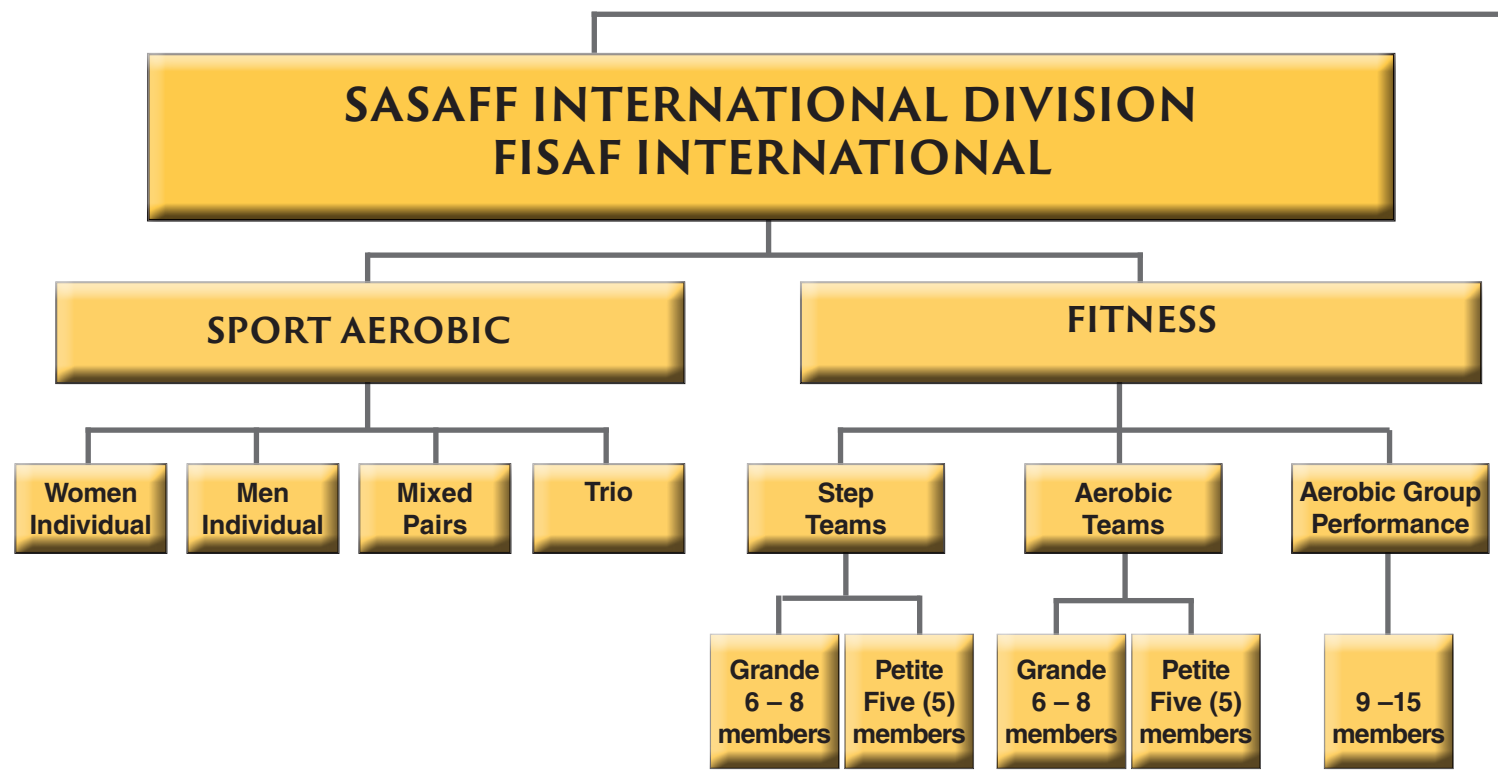 SASAFF INTERNATIONAL DIVISION
FISAF INTERNATIONAL
SPORT AEROBIC
FITNESS
Women
Individual
Men
Individual
Mixed
Pairs
Trio
Step
Teams
Aerobic
Teams
Aerobic Group
Performance
Grande
6 – 8
members
Petite
Five (5)
members
Grande
6 – 8
members
Petite
Five (5)
members
9 –15
members